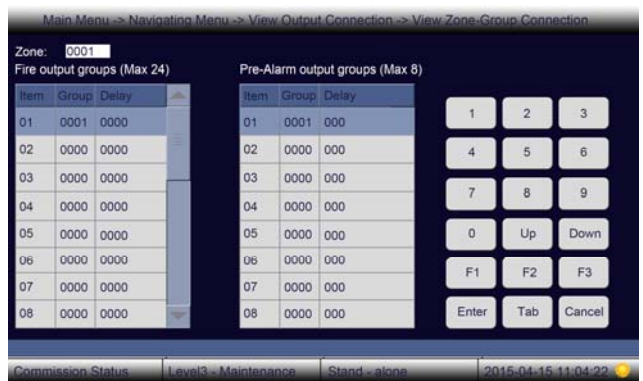 Main Menu -> Navigating Menu -> View Output Connection -> View Zone-Group Connection
Zone: 0001
Fire output groups (Max 24)
Pre-Alarm output groups (Max 8)
Item Group Delay
01 0001 0000
02 0000 0000
03 0000 0000
04 0000 0000
05 0000 0000
06 0000 0000
07 0000 0000
08 0000 0000
Item Group Delay
01 0001 000
02 0000 000
03 0000 000
04 0000 000
05 0000 000
06 0000 000
07 0000 000
08 0000 000
1 2 3
4 5 6
7 8 9
0 Up Down
F1 F2 F3
Enter Tab Cancel
Commission Status Level3 - Maintenance Stand - alone 2015-04-15 11:04:22